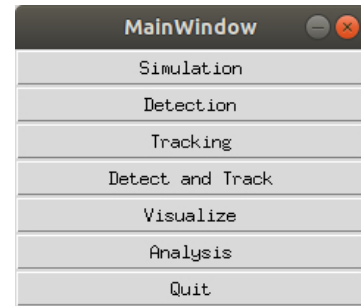 MainWindow
Simulation
Detection
Tracking
Detect and Track
Visualize
Analysis
Quit